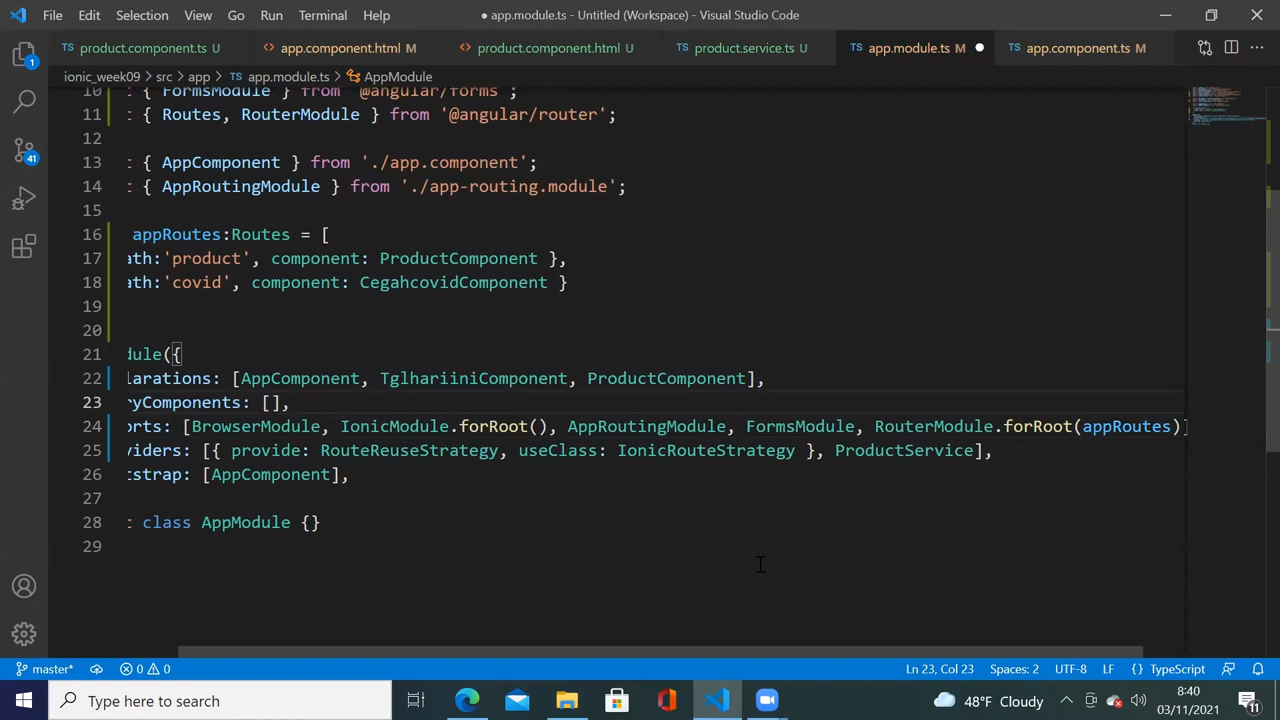 File Edit Selection View Go Run Terminal Help ● app.module.ts - Untitled (Workspace) - Visual Studio Code
TS product.component.ts U <> app.component.html M <> product.component.html U TS product.service.ts U TS app.module.ts M TS app.component.ts M
ionic_week09 > src > app > TS app.module.ts > AppModule
10 t { FormsModule } from '@angular/forms';
11 t { Routes, RouterModule } from '@angular/router';
12
13 t { AppComponent } from './app.component';
14 t { AppRoutingModule } from './app-routing.module';
15
16 appRoutes:Routes = [
17 ath:'product', component: ProductComponent },
18 ath:'covid', component: CegahcovidComponent }
19
20
21 dule({
22 larations: [AppComponent, TglhariiniComponent, ProductComponent],
23 ryComponents: [],
24 orts: [BrowserModule, IonicModule.forRoot(), AppRoutingModule, FormsModule, RouterModule.forRoot(appRoutes)]
25 viders: [{ provide: RouteReuseStrategy, useClass: IonicRouteStrategy }, ProductService],
26 tstrap: [AppComponent],
27
28 t class AppModule {}
29
1
41
master* 0 0 Ln 23, Col 23 Spaces: 2 UTF-8 LF {} TypeScript
Type here to search 48°F Cloudy 8:40
03/11/2021 11